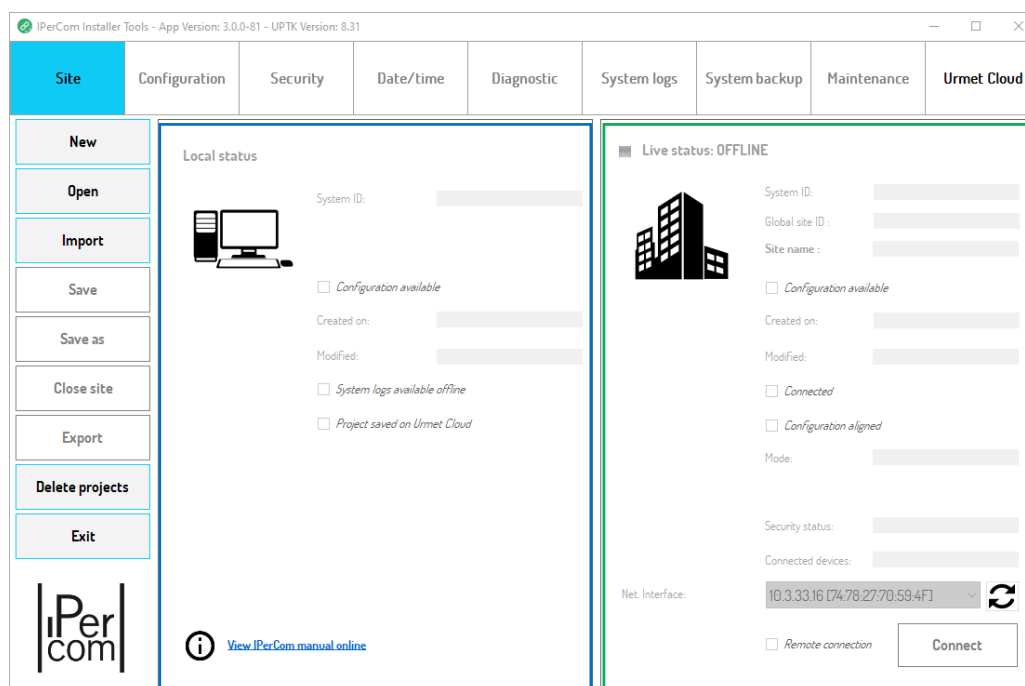 IPerCom Installer Tools - App Version: 3.0.0-81 - UPTK Version: 8.31
Site
Configuration
Security
Date/time
Diagnostic
System logs
System backup
Maintenance
Urmet Cloud
New
Open
Import
Save
Save as
Close site
Export
Delete projects
Exit
iPer
com
Local status
System ID:
Configuration available
Created on:
Modified:
System logs available offline
Project saved on Urmet Cloud
View IPerCom manual online
Live status: OFFLINE
System ID:
Global site ID :
Site name :
Configuration available
Created on:
Modified:
Connected
Configuration aligned
Mode:
Security status:
Connected devices:
Net. Interface:
10.3.33.16 [74:78:27:70:59:4F]
Remote connection
Connect